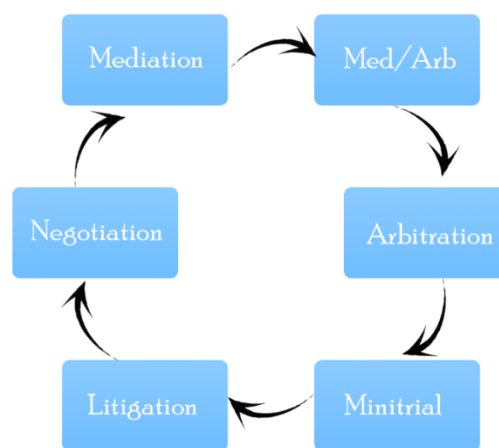 Mediation
Med/Arb
Negotiation
Arbitration
Litigation
Minitrial